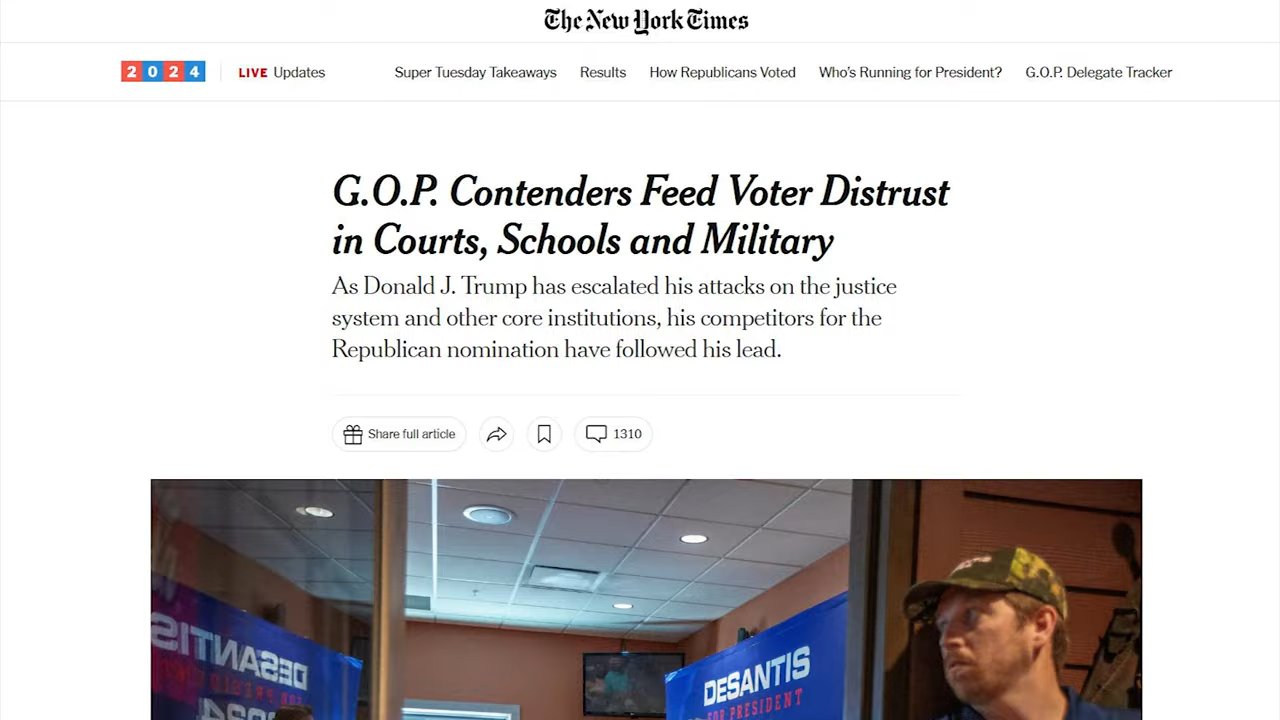 The New York Times
2024
LIVE Updates
Super Tuesday Takeaways
Results
How Republicans Voted
Who's Running for President?
G.O.P. Delegate Tracker
G.O.P. Contenders Feed Voter Distrust
in Courts, Schools and Military
As Donald J. Trump has escalated his attacks on the justice
system and other core institutions, his competitors for the
Republican nomination have followed his lead.
Share full article
1310
DESANTIS
FOR PRESIDENT
2024
DESANTIS
FOR PRESIDENT